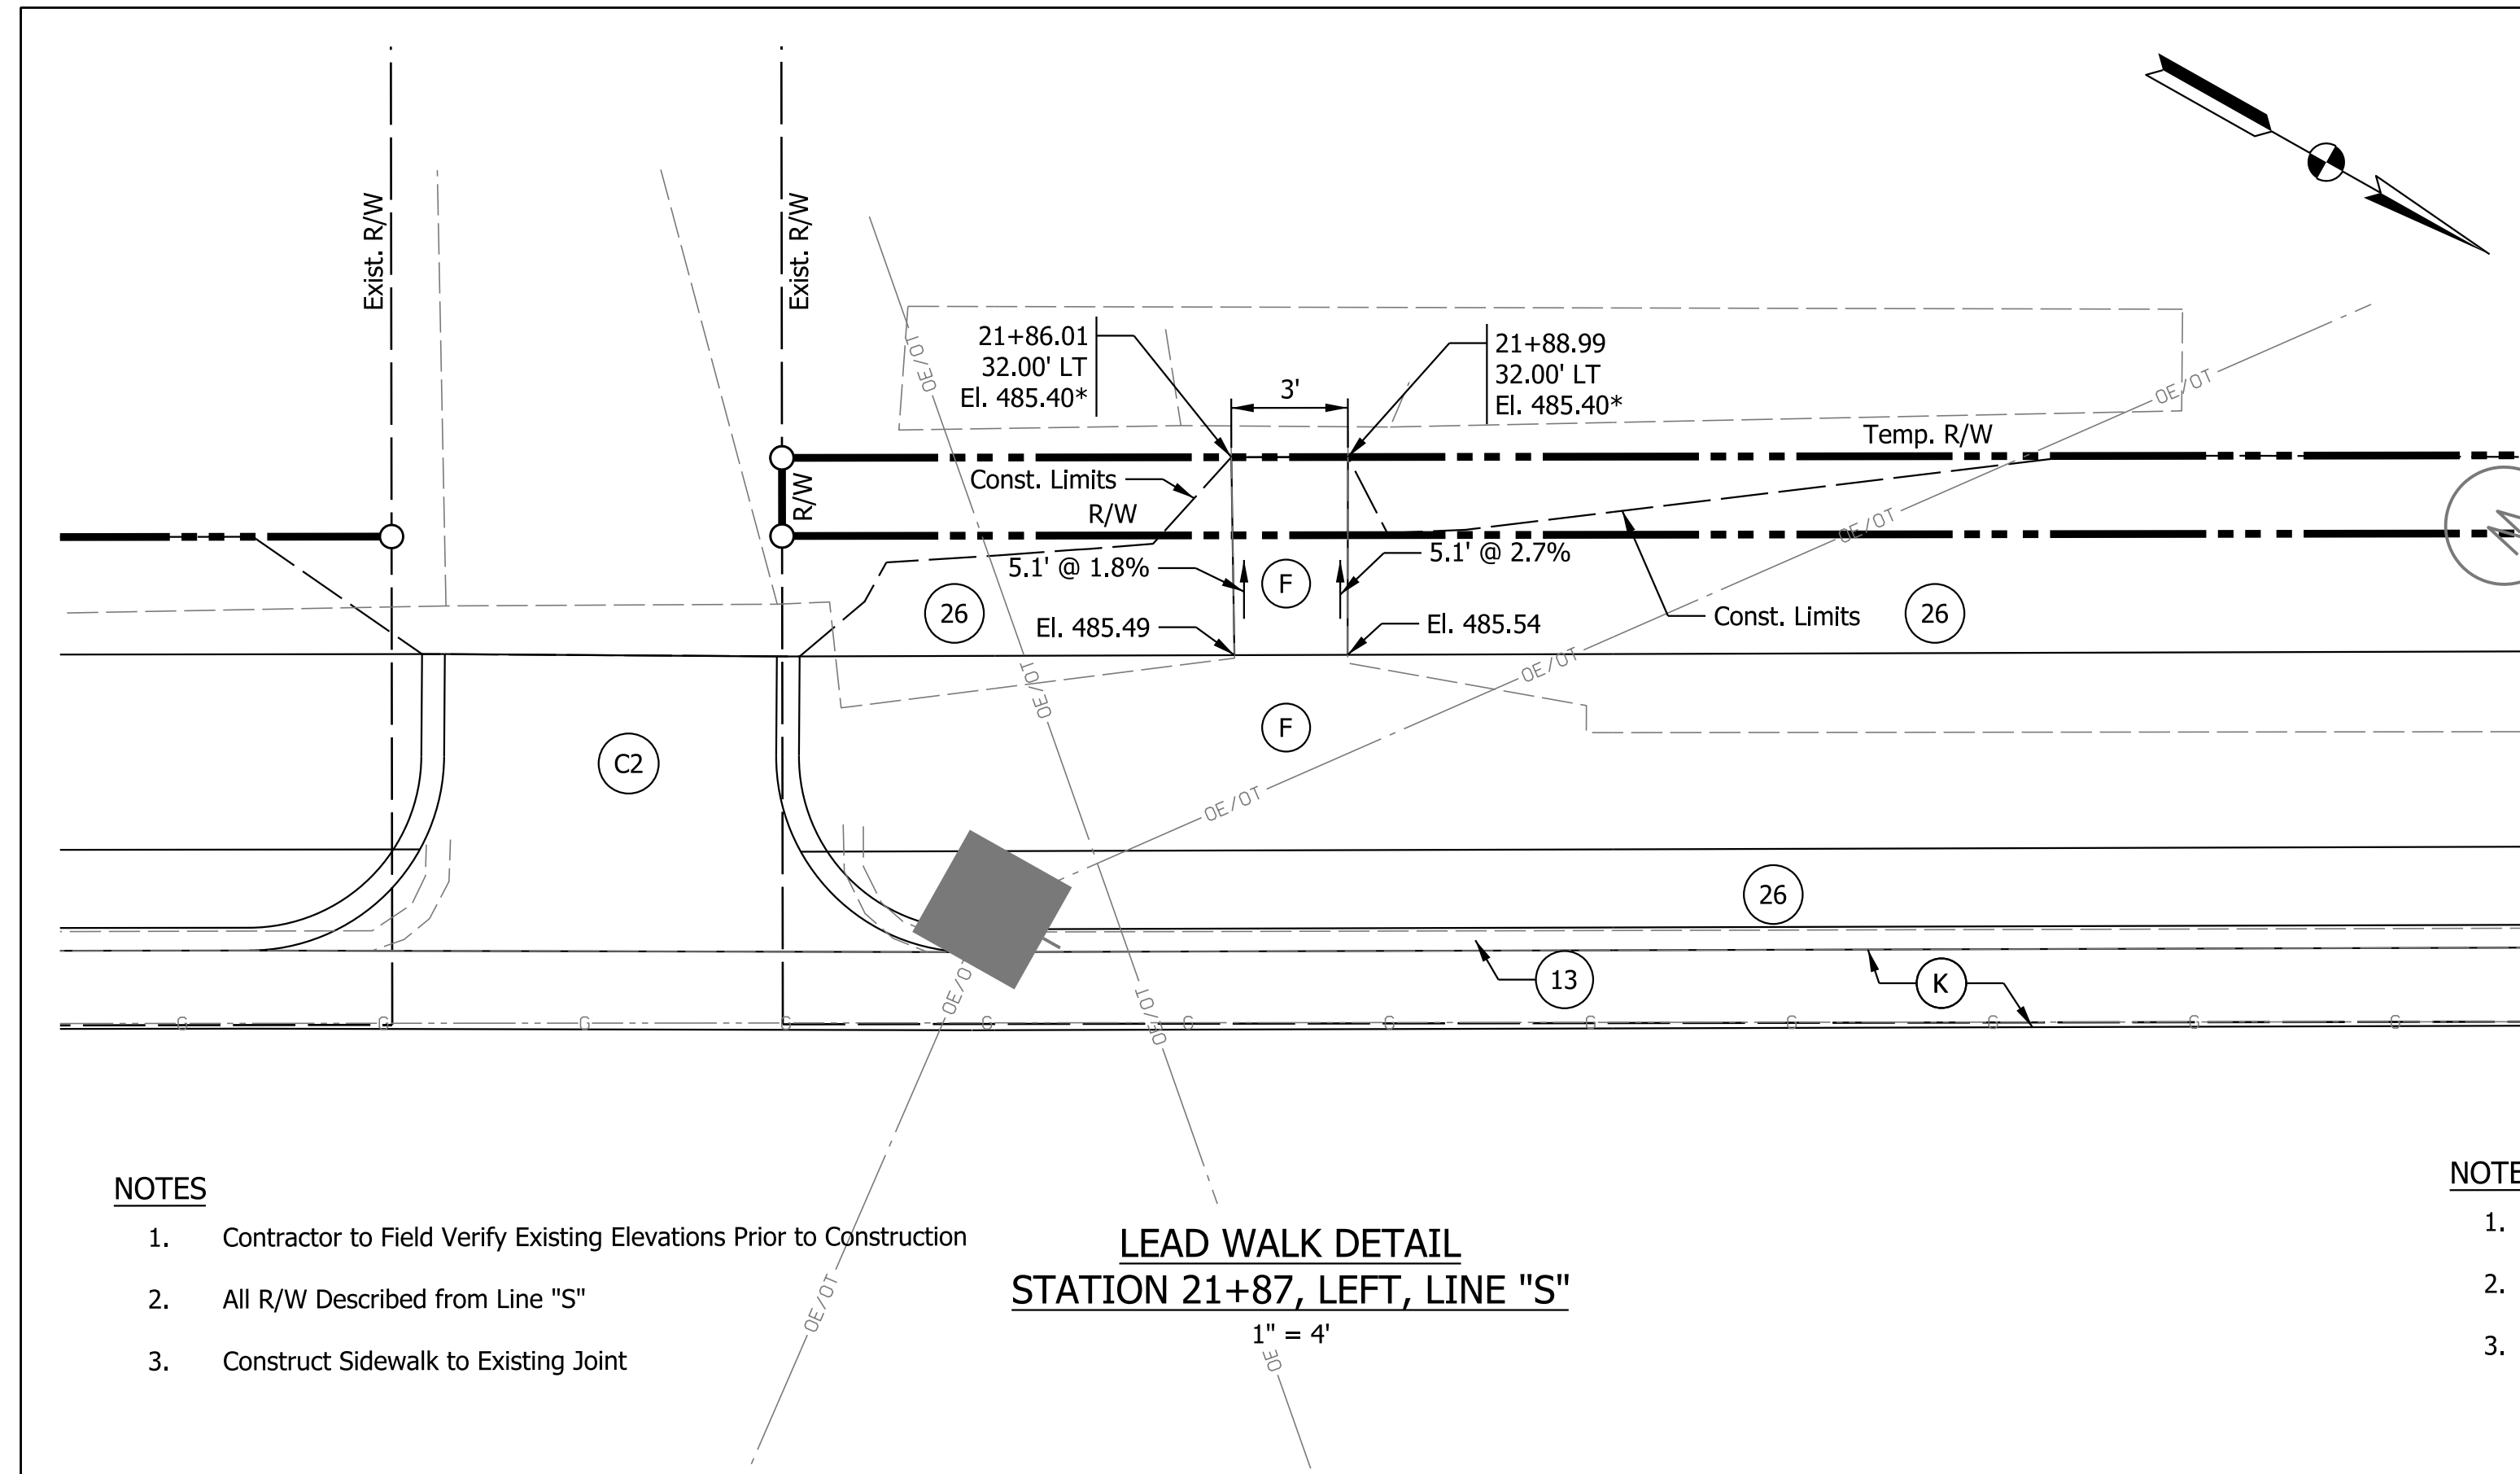 Exist. R/W
Exist. R/W
21+86.01
32.00' LT
El. 485.40*
21+88.99
32.00' LT
El. 485.40*
3'
Temp. R/W
Const. Limits
R/W
R/W
5.1' @ 1.8%
5.1' @ 2.7%
F
26
El. 485.49
El. 485.54
Const. Limits
26
F
C2
26
13
K
OE/OT
OE/OT
OE/OT
OE/OT
OE/OT
OE/OT
OE/OT
OE/O
OE/OT
OE
G G G G G G G G G G G G
NOTES
1. Contractor to Field Verify Existing Elevations Prior to Construction
2. All R/W Described from Line "S"
3. Construct Sidewalk to Existing Joint
LEAD WALK DETAIL
STATION 21+87, LEFT, LINE "S"
1" = 4'
NOTE
1.
2.
3.